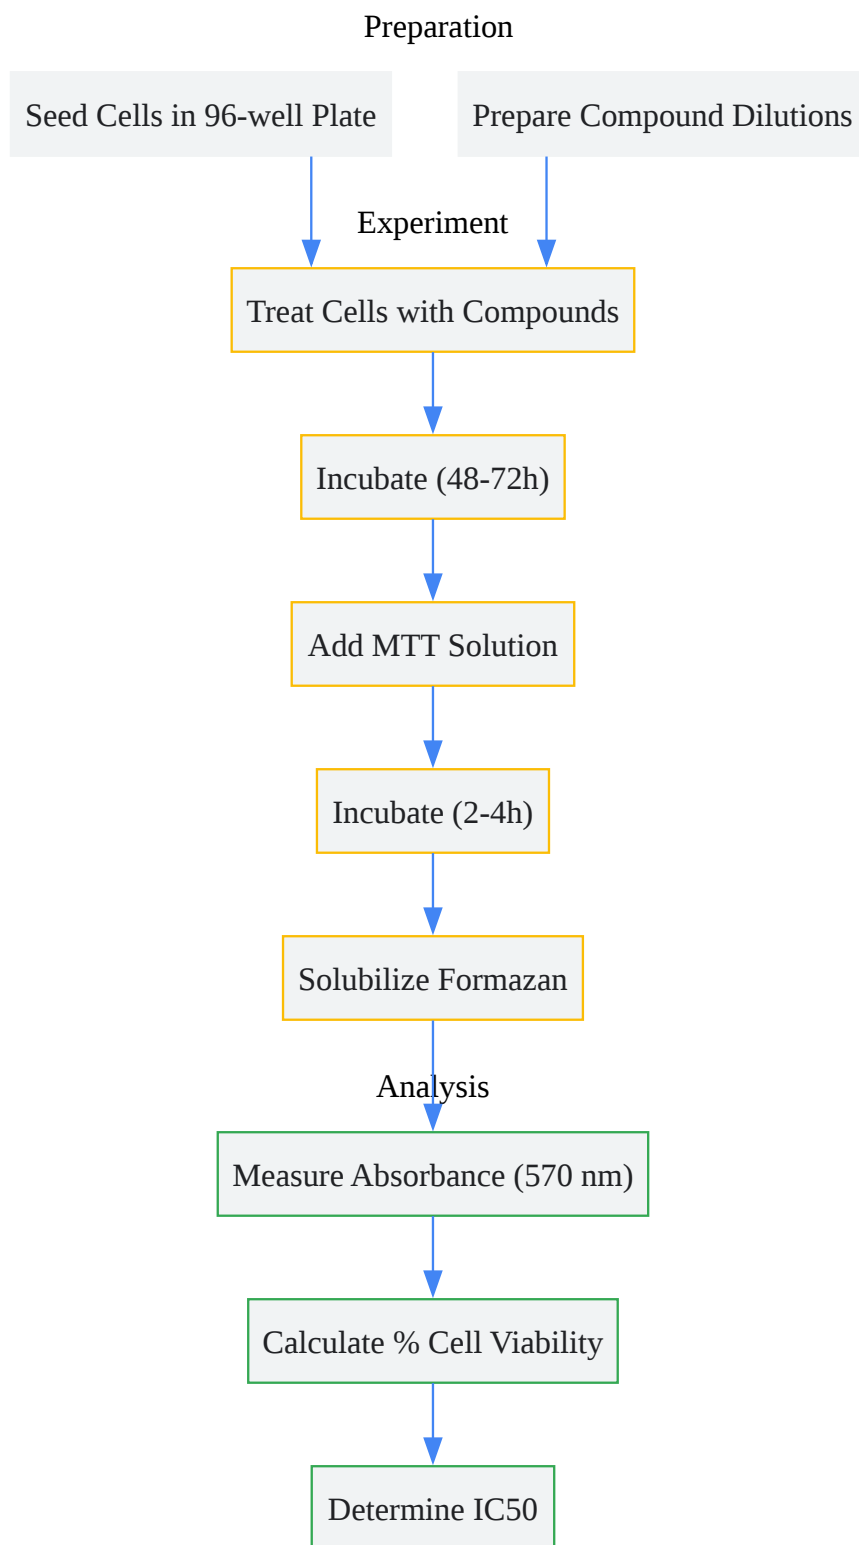 Preparation
Seed Cells in 96-well Plate
Prepare Compound Dilutions
Experiment
Treat Cells with Compounds
Incubate (48-72h)
Add MTT Solution
Incubate (2-4h)
Solubilize Formazan
Analysis
Measure Absorbance (570 nm)
Calculate % Cell Viability
Determine IC50